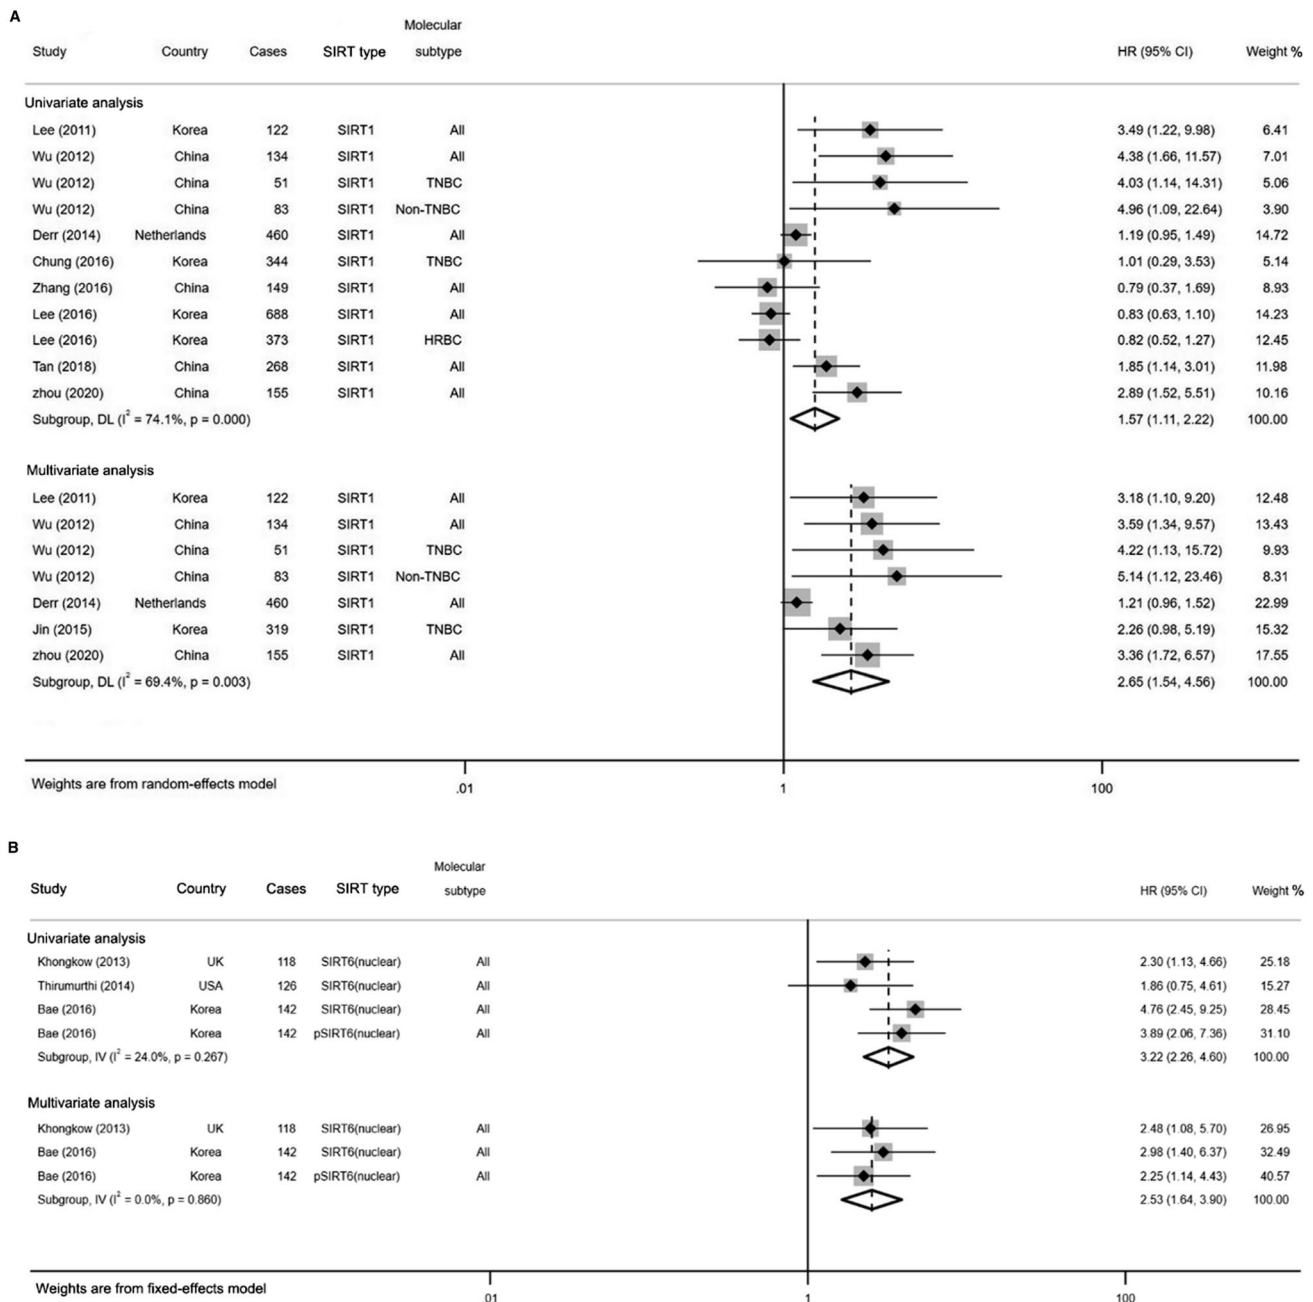 A
Molecular
Study Country Cases SIRT type subtype HR (95% CI) Weight %
Univariate analysis
Lee (2011) Korea 122 SIRT1 All 3.49 (1.22, 9.98) 6.41
Wu (2012) China 134 SIRT1 All 4.38 (1.66, 11.57) 7.01
Wu (2012) China 51 SIRT1 TNBC 4.03 (1.14, 14.31) 5.06
Wu (2012) China 83 SIRT1 Non-TNBC 4.96 (1.09, 22.64) 3.90
Derr (2014) Netherlands 460 SIRT1 All 1.19 (0.95, 1.49) 14.72
Chung (2016) Korea 344 SIRT1 TNBC 1.01 (0.29, 3.53) 5.14
Zhang (2016) China 149 SIRT1 All 0.79 (0.37, 1.69) 8.93
Lee (2016) Korea 688 SIRT1 All 0.83 (0.63, 1.10) 14.23
Lee (2016) Korea 373 SIRT1 HRBC 0.82 (0.52, 1.27) 12.45
Tan (2018) China 268 SIRT1 All 1.85 (1.14, 3.01) 11.98
zhou (2020) China 155 SIRT1 All 2.89 (1.52, 5.51) 10.16
Subgroup, DL (I² = 74.1%, p = 0.000) 1.57 (1.11, 2.22) 100.00
Multivariate analysis
Lee (2011) Korea 122 SIRT1 All 3.18 (1.10, 9.20) 12.48
Wu (2012) China 134 SIRT1 All 3.59 (1.34, 9.57) 13.43
Wu (2012) China 51 SIRT1 TNBC 4.22 (1.13, 15.72) 9.93
Wu (2012) China 83 SIRT1 Non-TNBC 5.14 (1.12, 23.46) 8.31
Derr (2014) Netherlands 460 SIRT1 All 1.21 (0.96, 1.52) 22.99
Jin (2015) Korea 319 SIRT1 TNBC 2.26 (0.98, 5.19) 15.32
zhou (2020) China 155 SIRT1 All 3.36 (1.72, 6.57) 17.55
Subgroup, DL (I² = 69.4%, p = 0.003) 2.65 (1.54, 4.56) 100.00
Weights are from random-effects model .01 1 100
B
Molecular
Study Country Cases SIRT type subtype HR (95% CI) Weight %
Univariate analysis
Khongkow (2013) UK 118 SIRT6(nuclear) All 2.30 (1.13, 4.66) 25.18
Thirumurthi (2014) USA 126 SIRT6(nuclear) All 1.86 (0.75, 4.61) 15.27
Bae (2016) Korea 142 SIRT6(nuclear) All 4.76 (2.45, 9.25) 28.45
Bae (2016) Korea 142 pSIRT6(nuclear) All 3.89 (2.06, 7.36) 31.10
Subgroup, IV (I² = 24.0%, p = 0.267) 3.22 (2.26, 4.60) 100.00
Multivariate analysis
Khongkow (2013) UK 118 SIRT6(nuclear) All 2.48 (1.08, 5.70) 26.95
Bae (2016) Korea 142 SIRT6(nuclear) All 2.98 (1.40, 6.37) 32.49
Bae (2016) Korea 142 pSIRT6(nuclear) All 2.25 (1.14, 4.43) 40.57
Subgroup, IV (I² = 0.0%, p = 0.860) 2.53 (1.64, 3.90) 100.00
Weights are from fixed-effects model .01 1 100